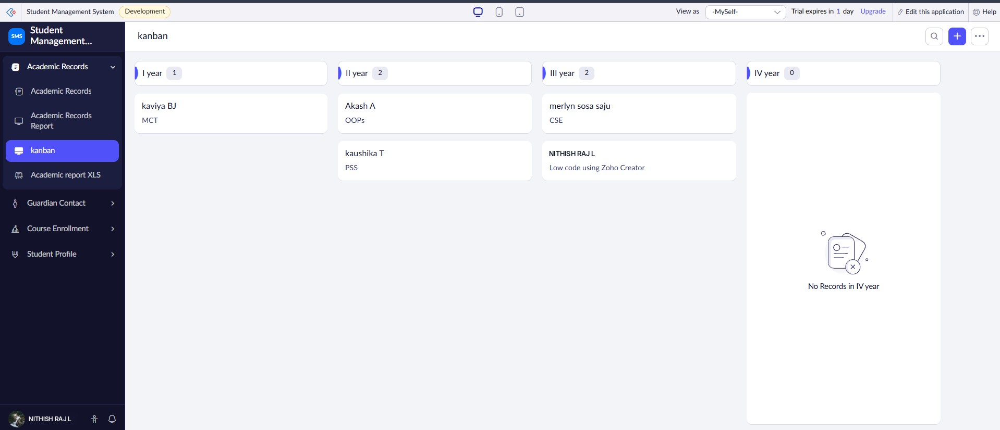 Student Management System Development View as -MySelf- Trial expires in 1 day Upgrade Edit this application Help
SMS Student
Management...
kanban
Academic Records
Academic Records
Academic Records
Report
kanban
Academic report XLS
Guardian Contact
Course Enrollment
Student Profile
NITHISH RAJ L
I year 1
kaviya BJ
MCT
II year 2
Akash A
OOPs
kaushika T
PSS
III year 2
merlyn sosa saju
CSE
NITHISH RAJ L
Low code using Zoho Creator
IV year 0
No Records in IV year